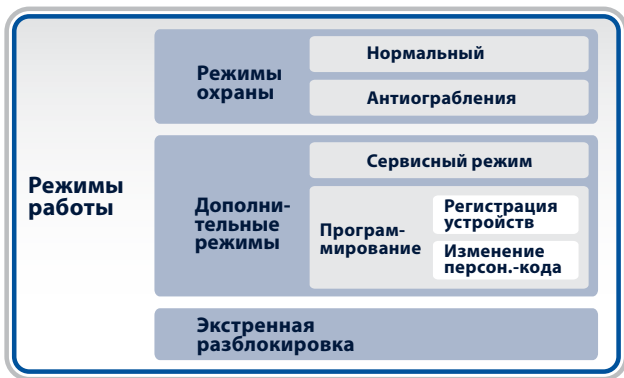 Режимы
работы
Режимы
охраны
Нормальный
Антиограбления
Дополни-
тельные
режимы
Сервисный режим
Програм-
мирование
Регистрация
устройств
Изменение
персон.-кода
Экстренная
разблокировка